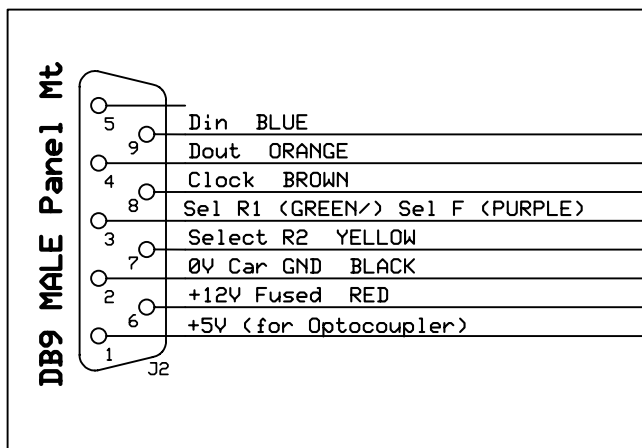 DB9 MALE Panel Mt
5
Din BLUE
9
Dout ORANGE
4
Clock BROWN
8
Sel R1 (GREEN/) Sel F (PURPLE)
3
Select R2 YELLOW
7
0V Car GND BLACK
2
+12V Fused RED
6
+5V (for Optocoupler)
1
J2